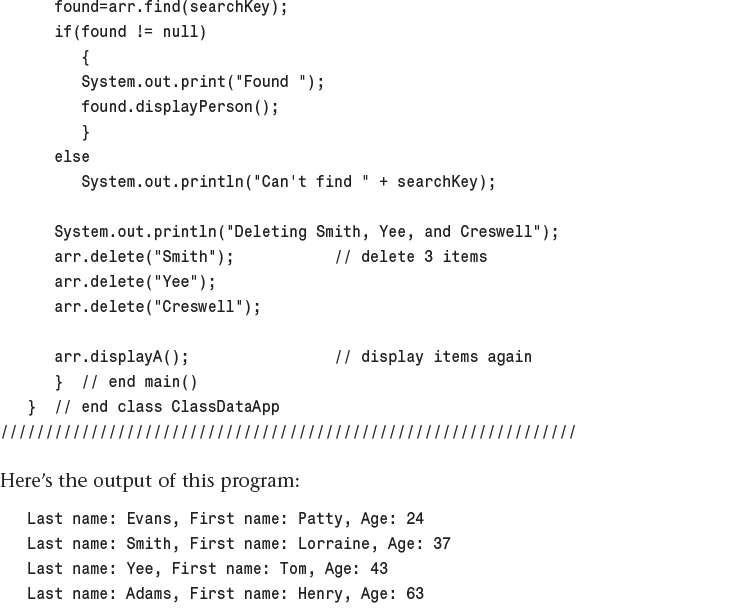 found=arr.find(searchKey);
if(found != null)
{
System.out.print("Found ");
found.displayPerson();
}
else
System.out.println("Can't find " + searchKey);
System.out.println("Deleting Smith, Yee, and Creswell");
arr.delete("Smith"); // delete 3 items
arr.delete("Yee");
arr.delete("Creswell");
arr.displayA(); // display items again
} // end main()
} // end class ClassDataApp
////////////////////////////////////////////////////////////////
Here's the output of this program:
Last name: Evans, First name: Patty, Age: 24
Last name: Smith, First name: Lorraine, Age: 37
Last name: Yee, First name: Tom, Age: 43
Last name: Adams, First name: Henry, Age: 63